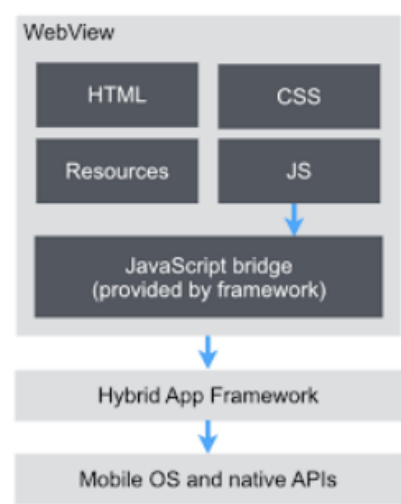 WebView
HTML
CSS
Resources
JS
JavaScript bridge
(provided by framework)
Hybrid App Framework
Mobile OS and native APIs